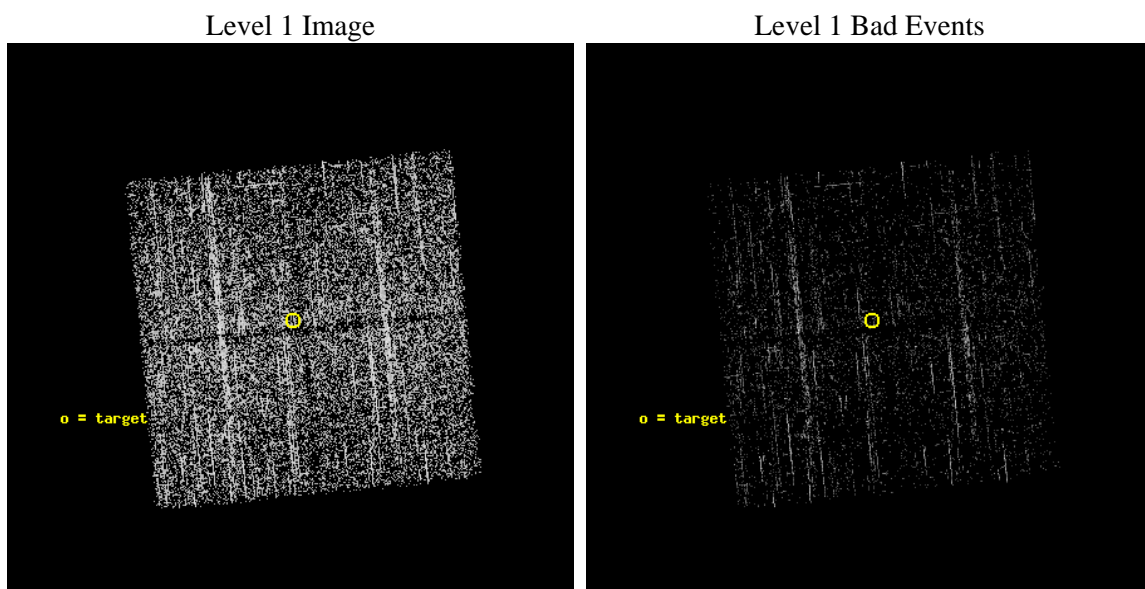 Level 1 Image
Level 1 Bad Events
o = target
o = target